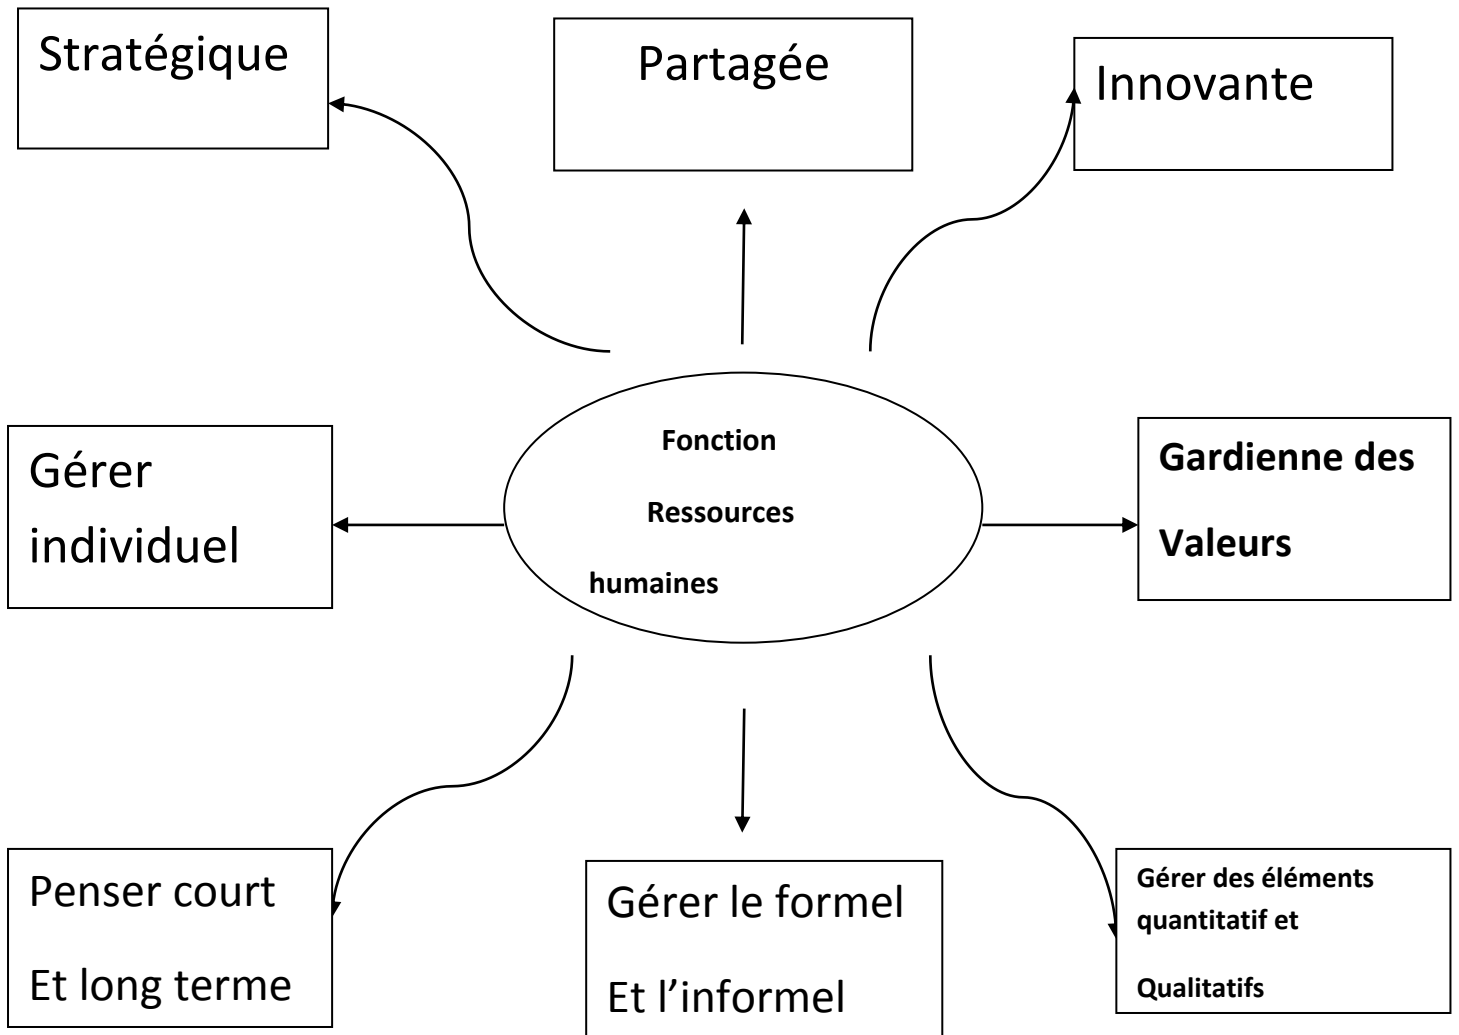 Stratégique
Partagée
Innovante
Fonction
Ressources
humaines
Gérer
individuel
Gardienne des
Valeurs
Penser court
Et long terme
Gérer le formel
Et l’informel
Gérer des éléments
quantitatif et
Qualitatifs